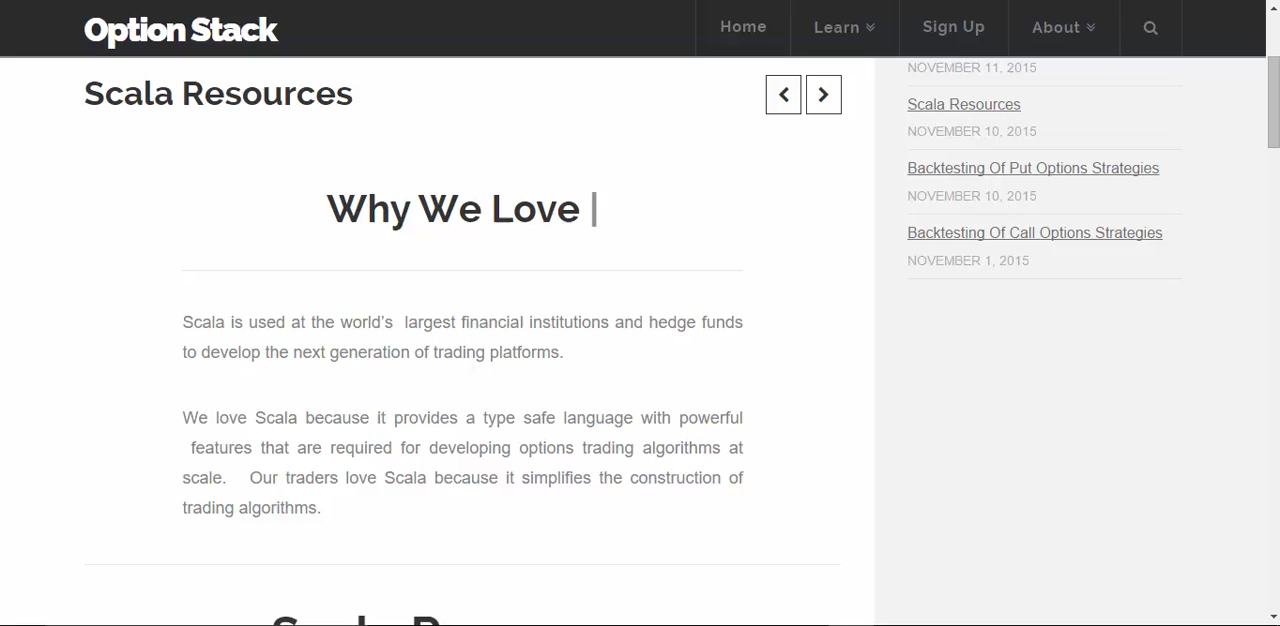 Option Stack
Home
Learn
Sign Up
About
Scala Resources
Why We Love |
Scala is used at the world's largest financial institutions and hedge funds
to develop the next generation of trading platforms.
We love Scala because it provides a type safe language with powerful
features that are required for developing options trading algorithms at
scale. Our traders love Scala because it simplifies the construction of
trading algorithms.
NOVEMBER 11, 2015
Scala Resources
NOVEMBER 10, 2015
Backtesting Of Put Options Strategies
NOVEMBER 10, 2015
Backtesting Of Call Options Strategies
NOVEMBER 1, 2015